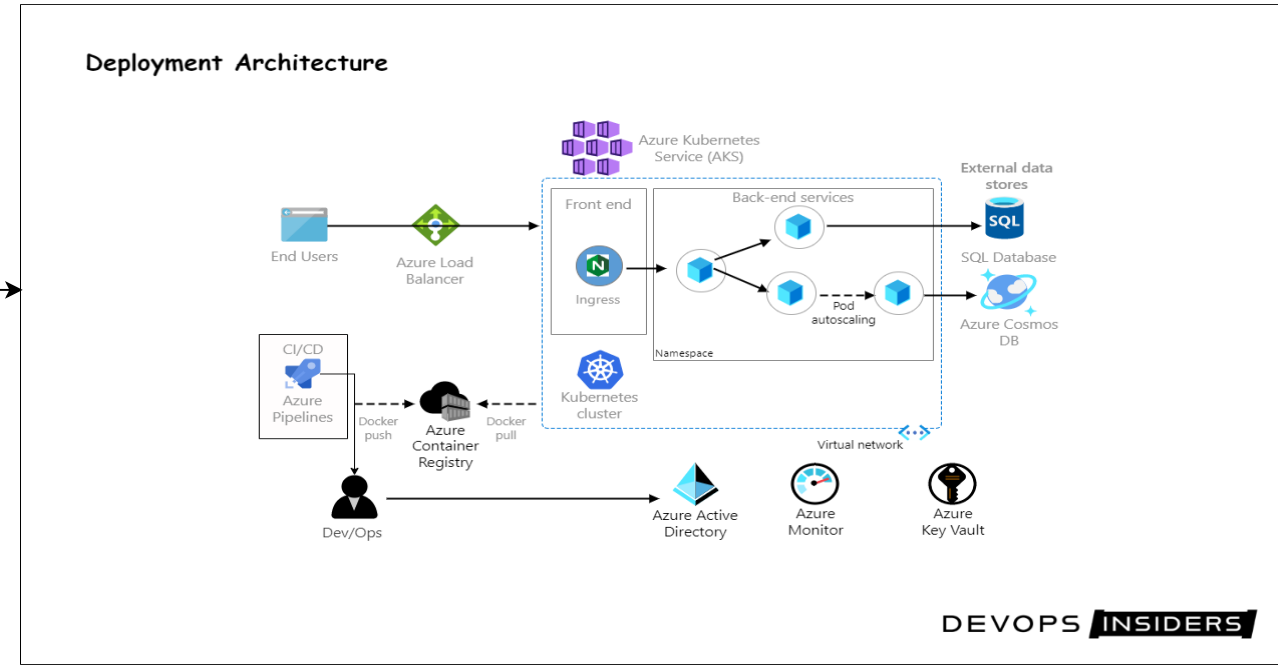 Deployment Architecture
Azure Kubernetes
Service (AKS)
External data
stores
Front end
Back-end services
SQL
End Users
Azure Load
Balancer
Ingress
SQL Database
Pod
autoscaling
Azure Cosmos
DB
Namespace
CI/CD
Azure
Pipelines
Kubernetes
cluster
Docker
push
Docker
pull
Azure
Container
Registry
Virtual network
Dev/Ops
Azure Active
Directory
Azure
Monitor
Azure
Key Vault
DEVOPS INSIDERS